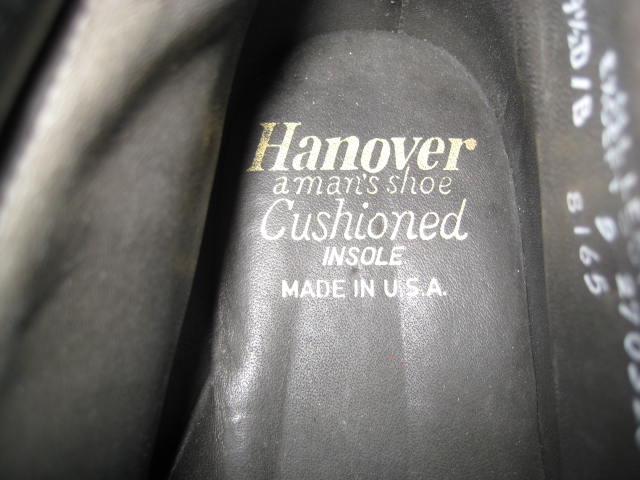 Hanover
a man's shoe
Cushioned
INSOLE
MADE IN U.S.A.
8165